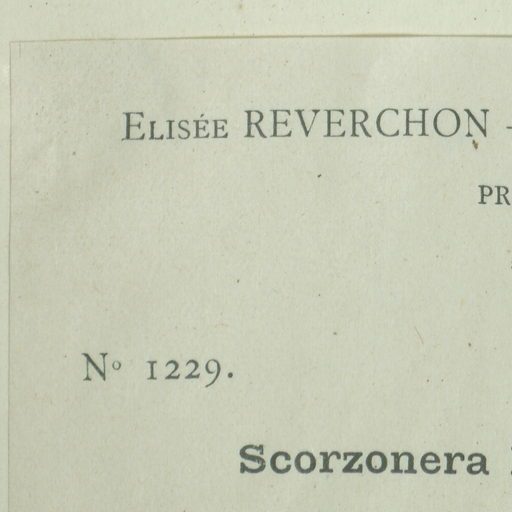 Elisée REVERCHON -
PR
Nº 1229.
Scorzonera